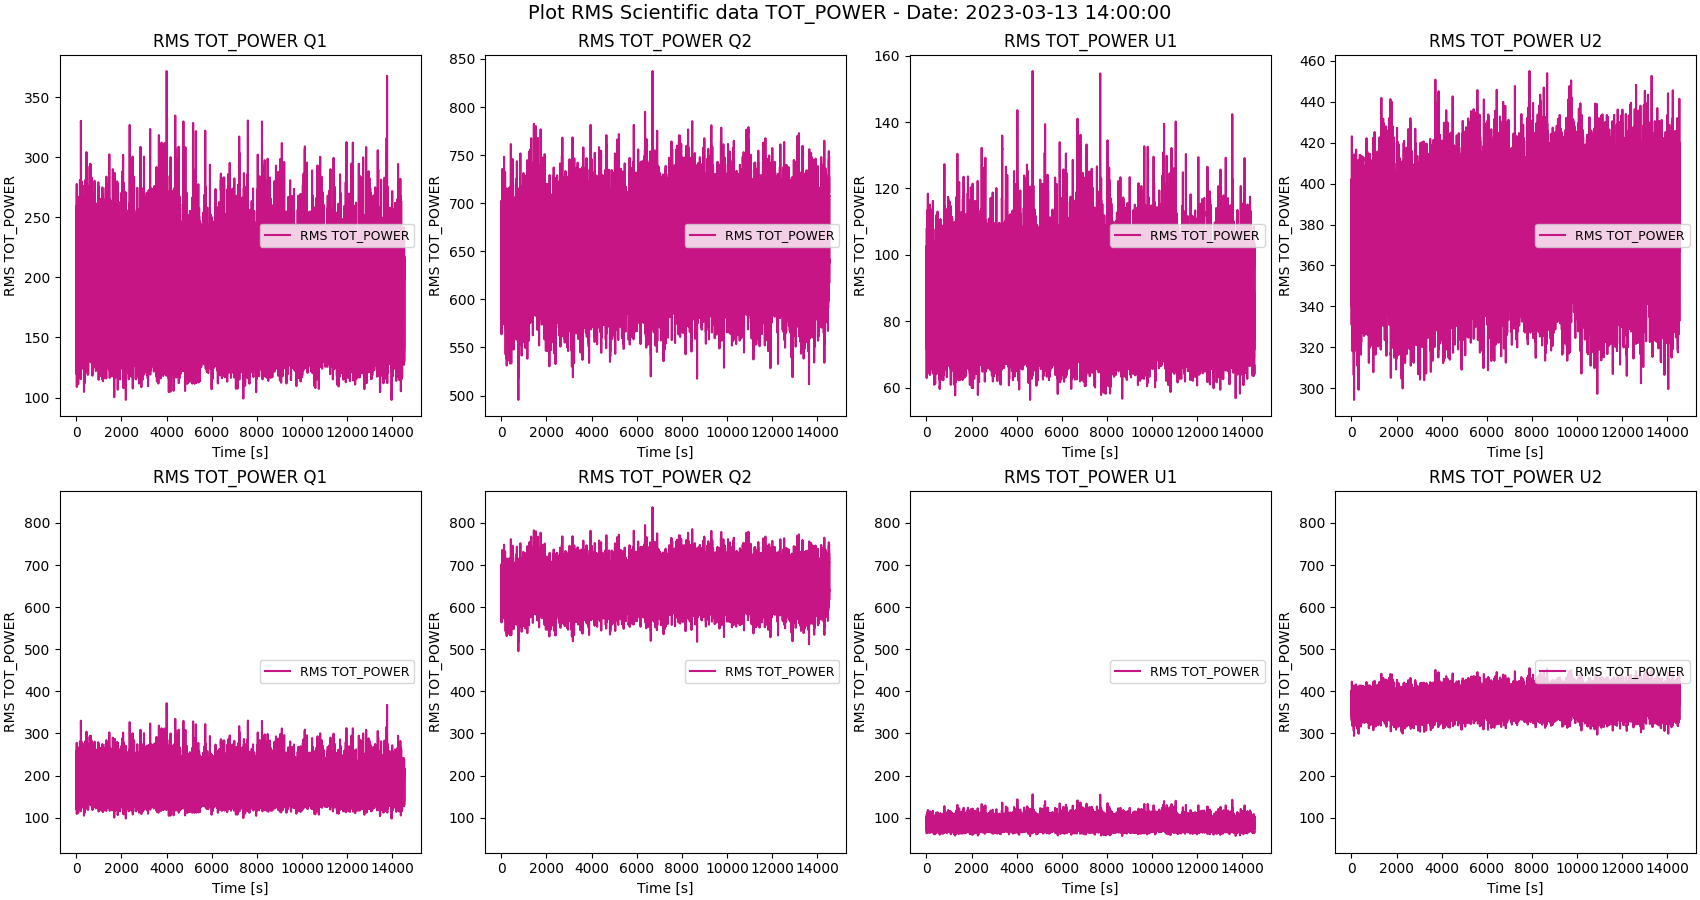 Plot RMS Scientific data TOT_POWER - Date: 2023-03-13 14:00:00
RMS TOT_POWER Q1
RMS TOT_POWER
350
300
250
200
150
100
RMS TOT_POWER
0 2000 4000 6000 8000 10000 12000 14000
Time [s]
RMS TOT_POWER Q2
RMS TOT_POWER
850
800
750
700
650
600
550
500
RMS TOT_POWER
0 2000 4000 6000 8000 10000 12000 14000
Time [s]
RMS TOT_POWER U1
RMS TOT_POWER
160
140
120
100
80
60
RMS TOT_POWER
0 2000 4000 6000 8000 10000 12000 14000
Time [s]
RMS TOT_POWER U2
RMS TOT_POWER
460
440
420
400
380
360
340
320
300
RMS TOT_POWER
0 2000 4000 6000 8000 10000 12000 14000
Time [s]
RMS TOT_POWER Q1
RMS TOT_POWER
800
700
600
500
400
300
200
100
RMS TOT_POWER
0 2000 4000 6000 8000 10000 12000 14000
Time [s]
RMS TOT_POWER Q2
RMS TOT_POWER
800
700
600
500
400
300
200
100
RMS TOT_POWER
0 2000 4000 6000 8000 10000 12000 14000
Time [s]
RMS TOT_POWER U1
RMS TOT_POWER
800
700
600
500
400
300
200
100
RMS TOT_POWER
0 2000 4000 6000 8000 10000 12000 14000
Time [s]
RMS TOT_POWER U2
RMS TOT_POWER
800
700
600
500
400
300
200
100
RMS TOT_POWER
0 2000 4000 6000 8000 10000 12000 14000
Time [s]